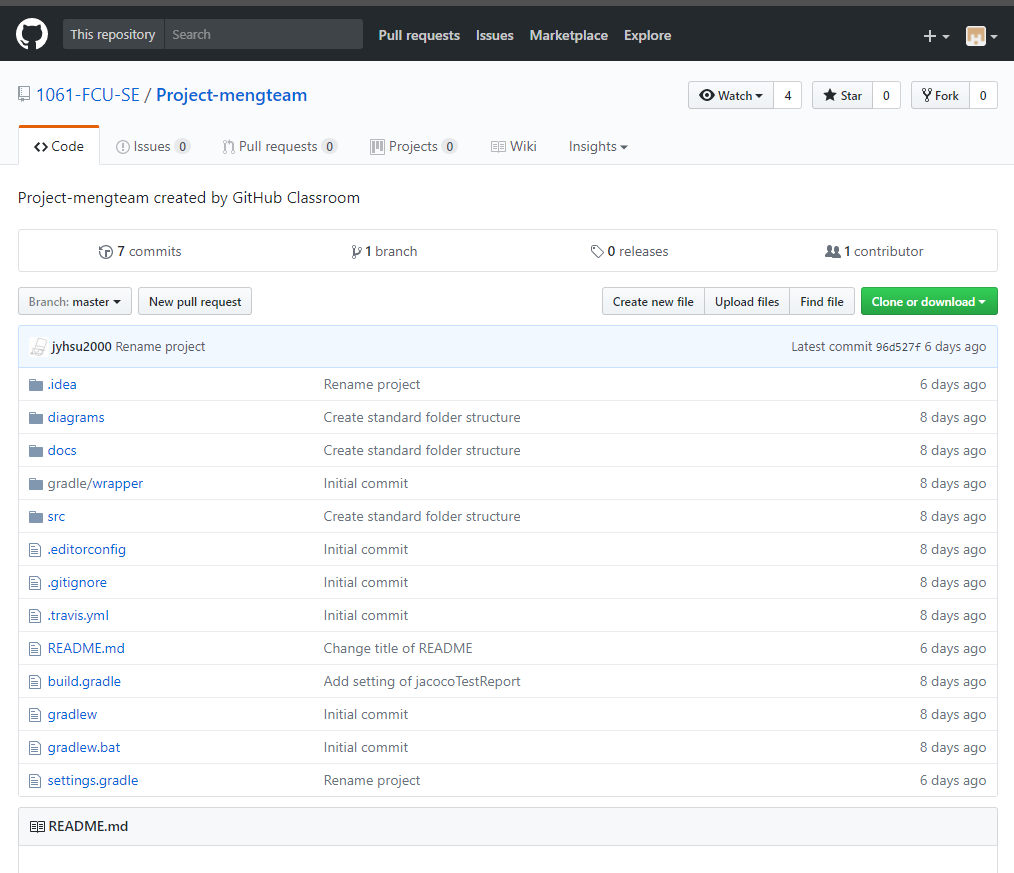 This repository Search Pull requests Issues Marketplace Explore
1061-FCU-SE / Project-mengteam Watch 4 Star 0 Fork 0
Code Issues 0 Pull requests 0 Projects 0 Wiki Insights
Project-mengteam created by GitHub Classroom
7 commits 1 branch 0 releases 1 contributor
Branch: master New pull request Create new file Upload files Find file Clone or download
jyhsu2000 Rename project Latest commit 96d527f 6 days ago
.idea Rename project 6 days ago
diagrams Create standard folder structure 8 days ago
docs Create standard folder structure 8 days ago
gradle/wrapper Initial commit 8 days ago
src Create standard folder structure 8 days ago
.editorconfig Initial commit 8 days ago
.gitignore Initial commit 8 days ago
.travis.yml Initial commit 8 days ago
README.md Change title of README 6 days ago
build.gradle Add setting of jacocoTestReport 8 days ago
gradlew Initial commit 8 days ago
gradlew.bat Initial commit 8 days ago
settings.gradle Rename project 6 days ago
README.md